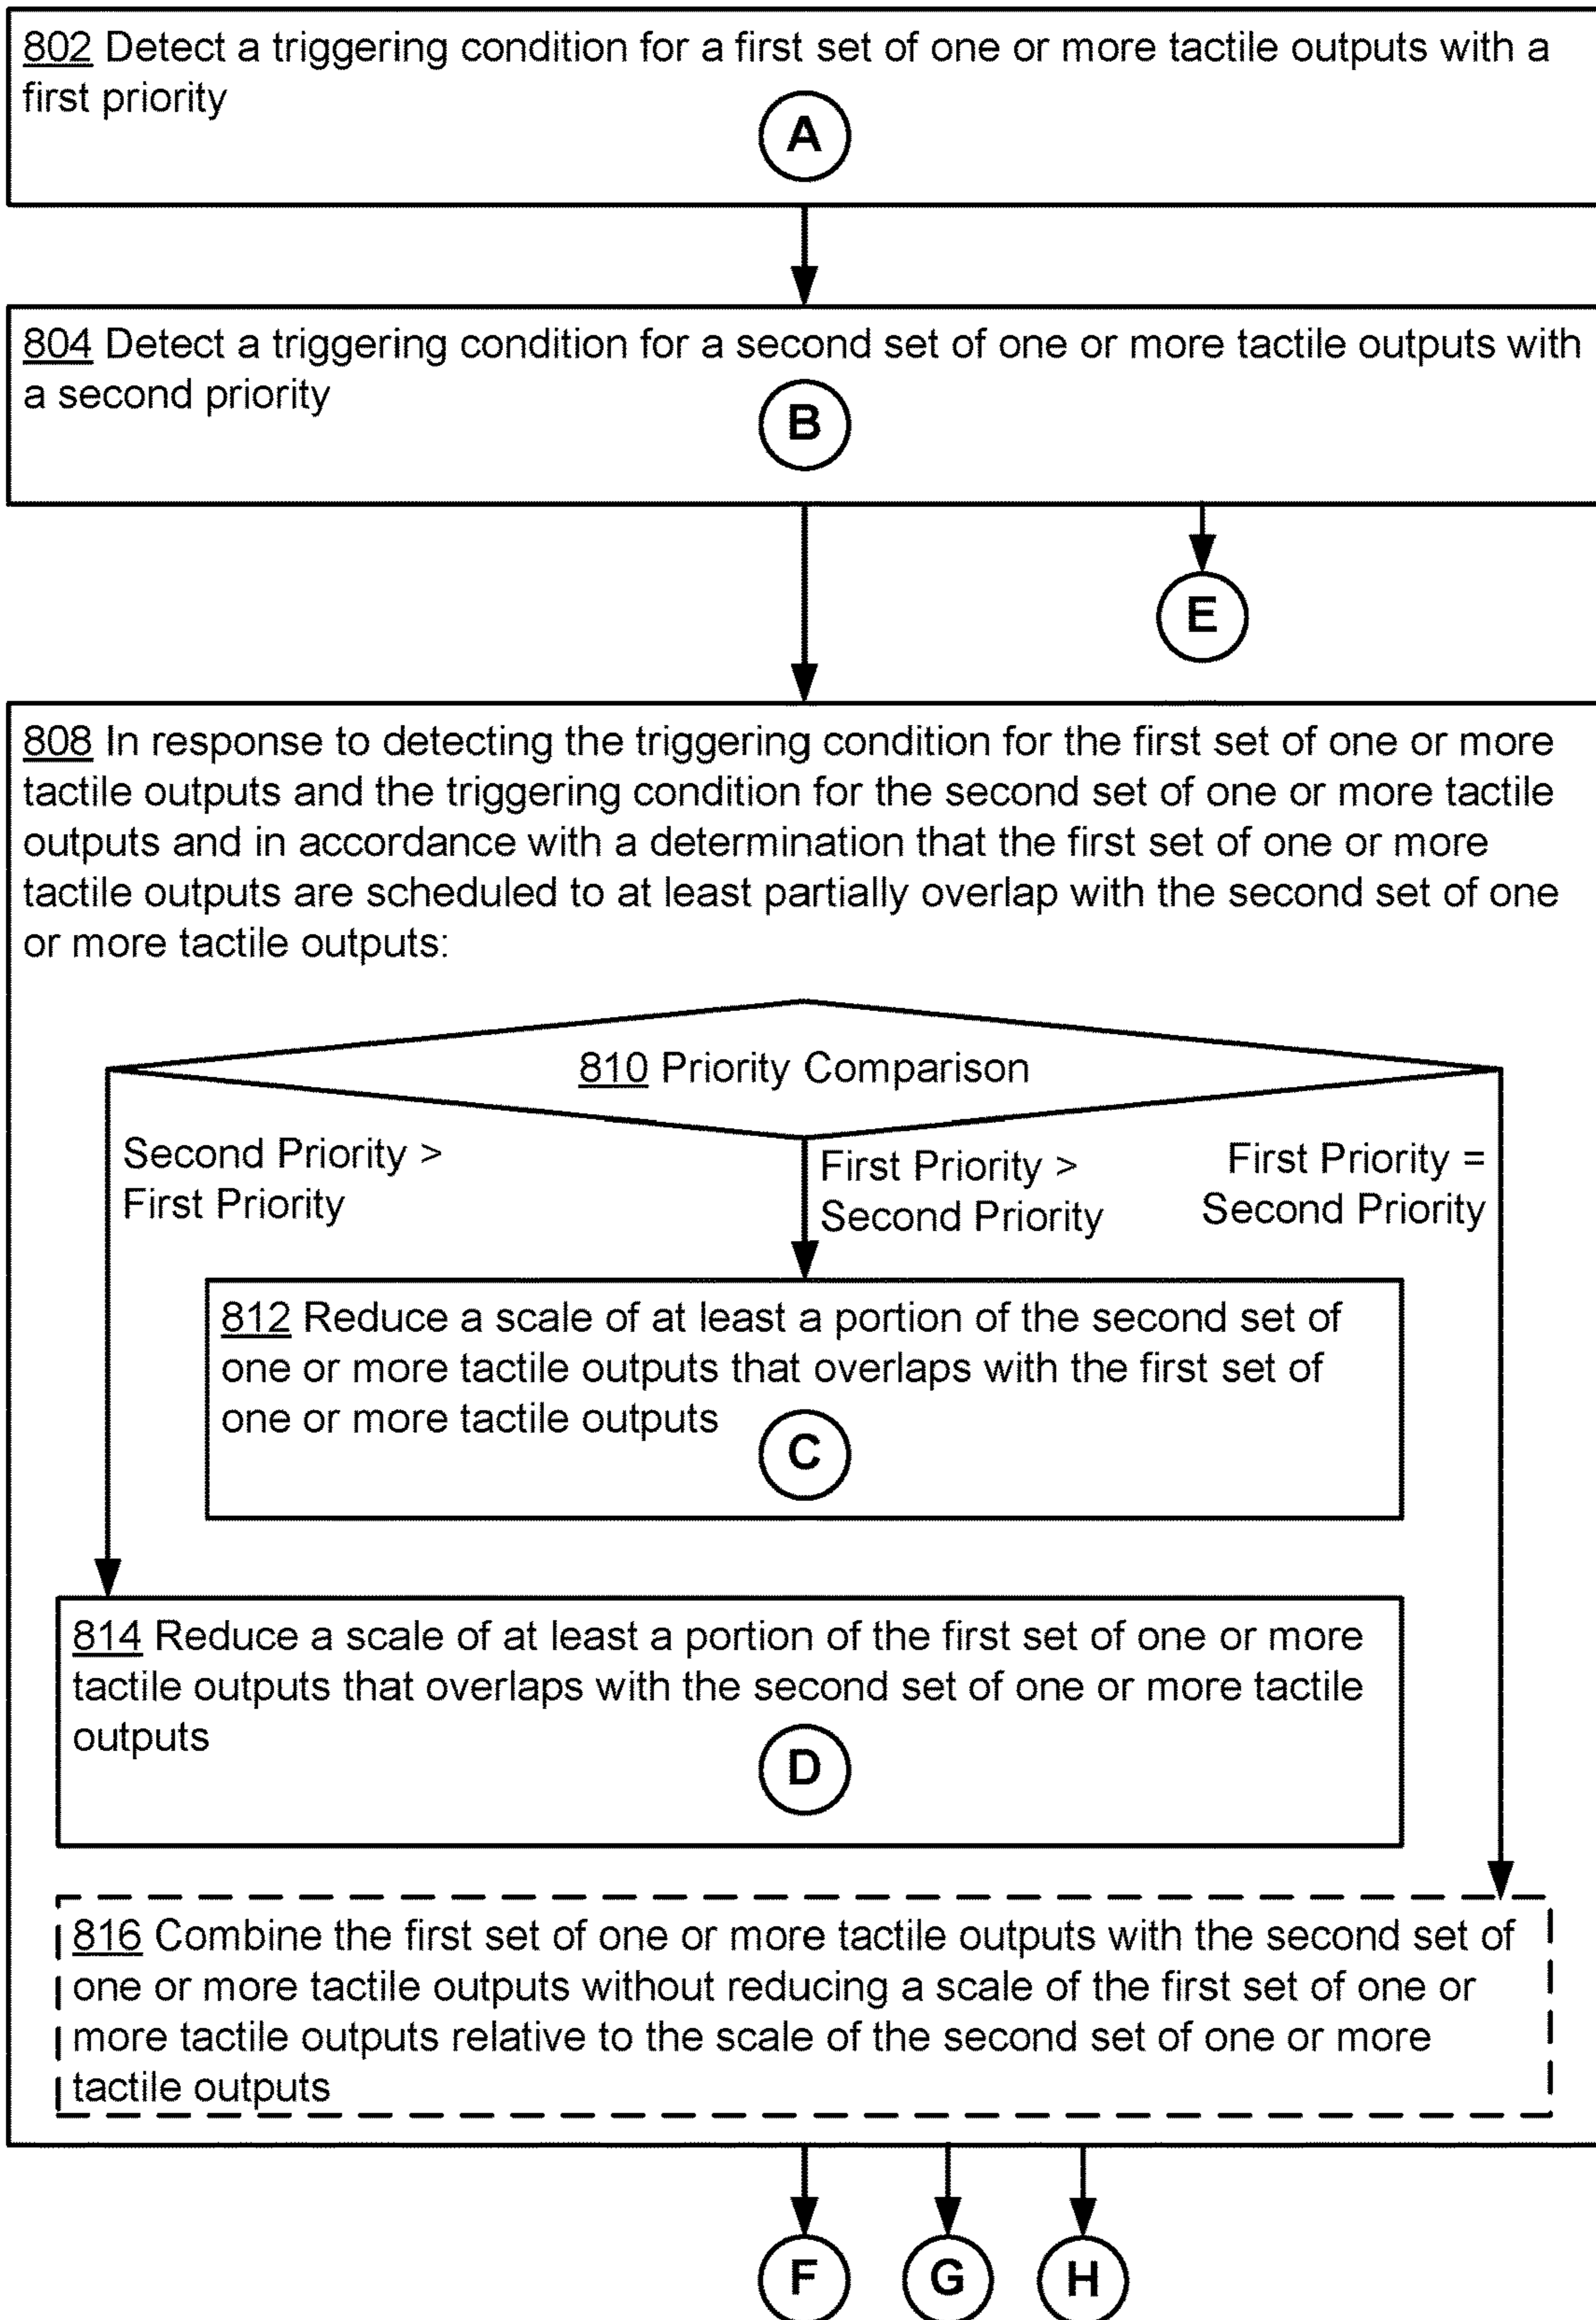 802 Detect a triggering condition for a first set of one or more tactile outputs with a
first priority
A
804 Detect a triggering condition for a second set of one or more tactile outputs with
a second priority
B
E
808 In response to detecting the triggering condition for the first set of one or more
tactile outputs and the triggering condition for the second set of one or more tactile
outputs and in accordance with a determination that the first set of one or more
tactile outputs are scheduled to at least partially overlap with the second set of one
or more tactile outputs:
810 Priority Comparison
Second Priority >
First Priority
First Priority >
Second Priority
First Priority =
Second Priority
812 Reduce a scale of at least a portion of the second set of
one or more tactile outputs that overlaps with the first set of
one or more tactile outputs
C
814 Reduce a scale of at least a portion of the first set of one or more
tactile outputs that overlaps with the second set of one or more tactile
outputs
D
816 Combine the first set of one or more tactile outputs with the second set of
one or more tactile outputs without reducing a scale of the first set of one or
more tactile outputs relative to the scale of the second set of one or more
tactile outputs
F
G
H